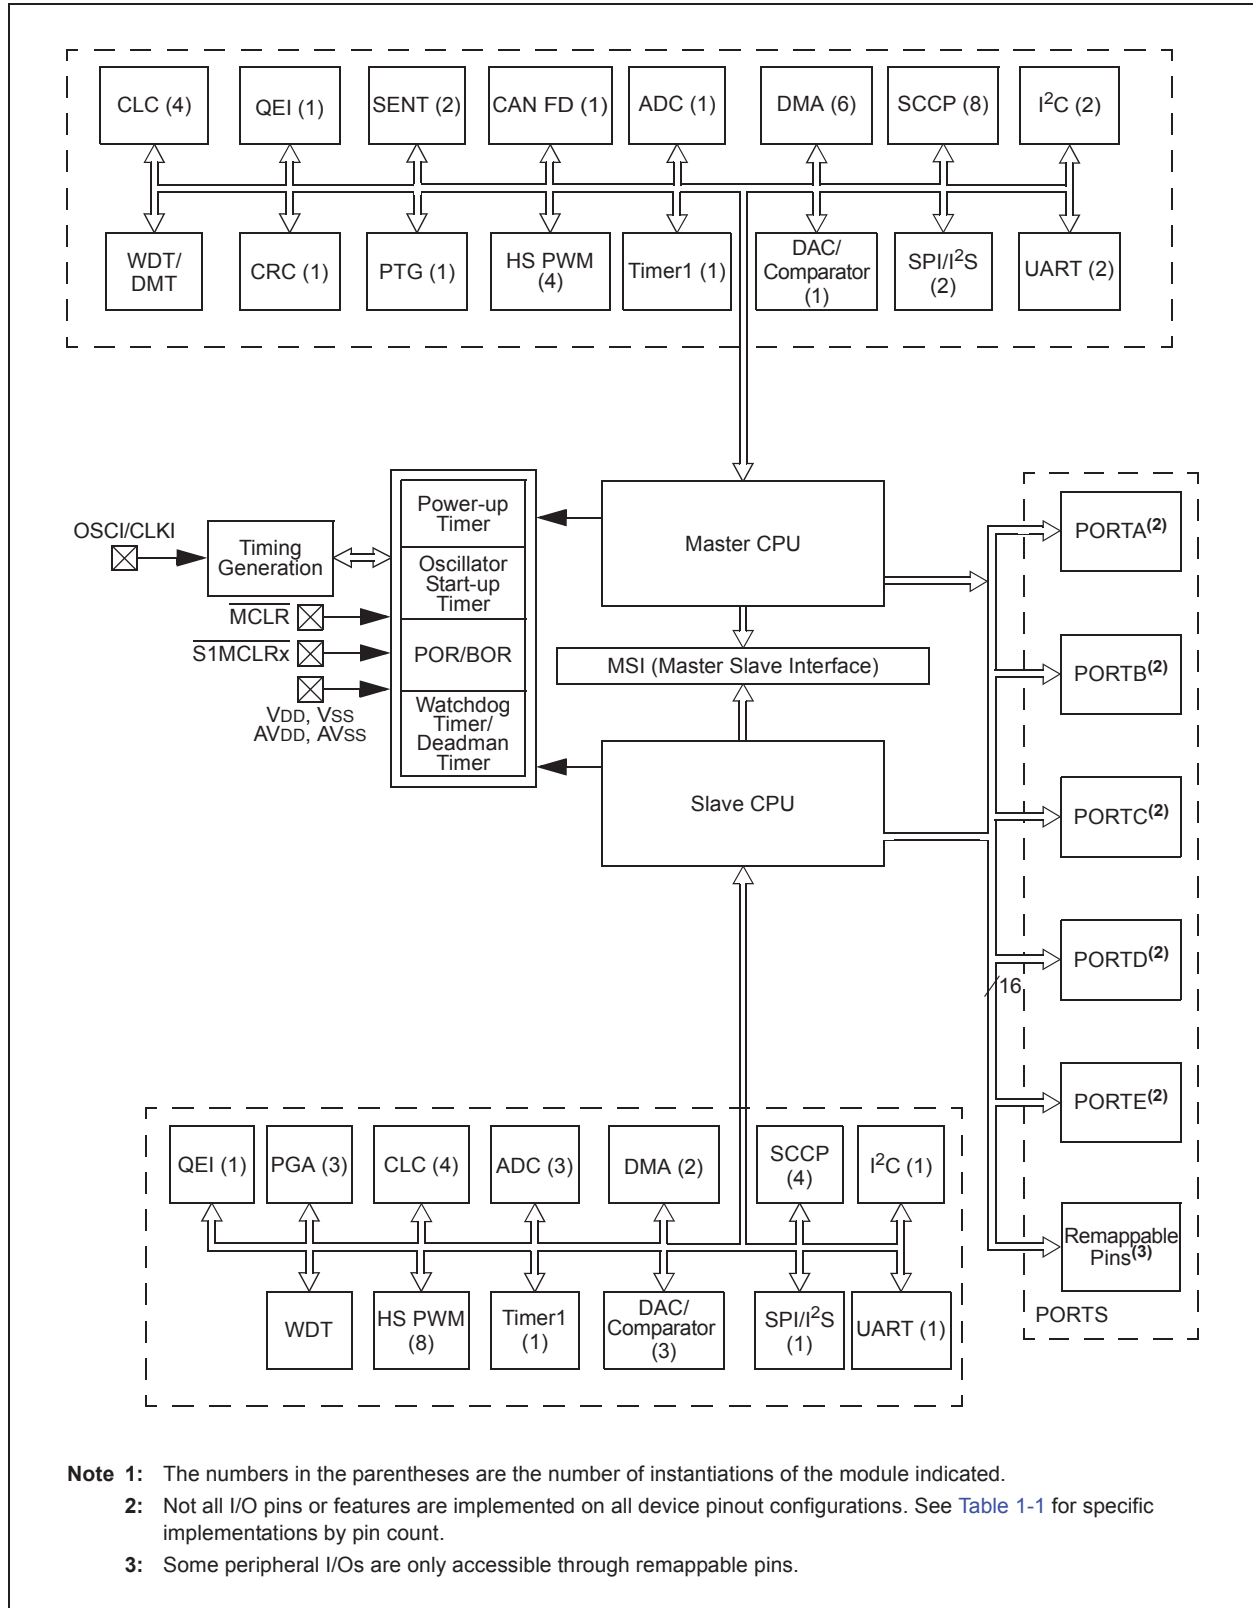 CLC (4)
QEI (1)
SENT (2)
CAN FD (1)
ADC (1)
DMA (6)
SCCP (8)
I²C (2)
WDT/
DMT
CRC (1)
PTG (1)
HS PWM
(4)
Timer1 (1)
DAC/
Comparator
(1)
SPI/I²S
(2)
UART (2)
OSCI/CLKI
Timing
Generation
MCLR
S1MCLRx
VDD, VSS
AVDD, AVSS
Power-up
Timer
Oscillator
Start-up
Timer
POR/BOR
Watchdog
Timer/
Deadman
Timer
Master CPU
MSI (Master Slave Interface)
Slave CPU
PORTA(2)
PORTB(2)
PORTC(2)
PORTD(2)
16
PORTE(2)
Remappable
Pins(3)
PORTS
QEI (1)
PGA (3)
CLC (4)
ADC (3)
DMA (2)
SCCP
(4)
I²C (1)
WDT
HS PWM
(8)
Timer1
(1)
DAC/
Comparator
(3)
SPI/I²S
(1)
UART (1)
Note 1: The numbers in the parentheses are the number of instantiations of the module indicated.
2: Not all I/O pins or features are implemented on all device pinout configurations. See Table 1-1 for specific
implementations by pin count.
3: Some peripheral I/Os are only accessible through remappable pins.